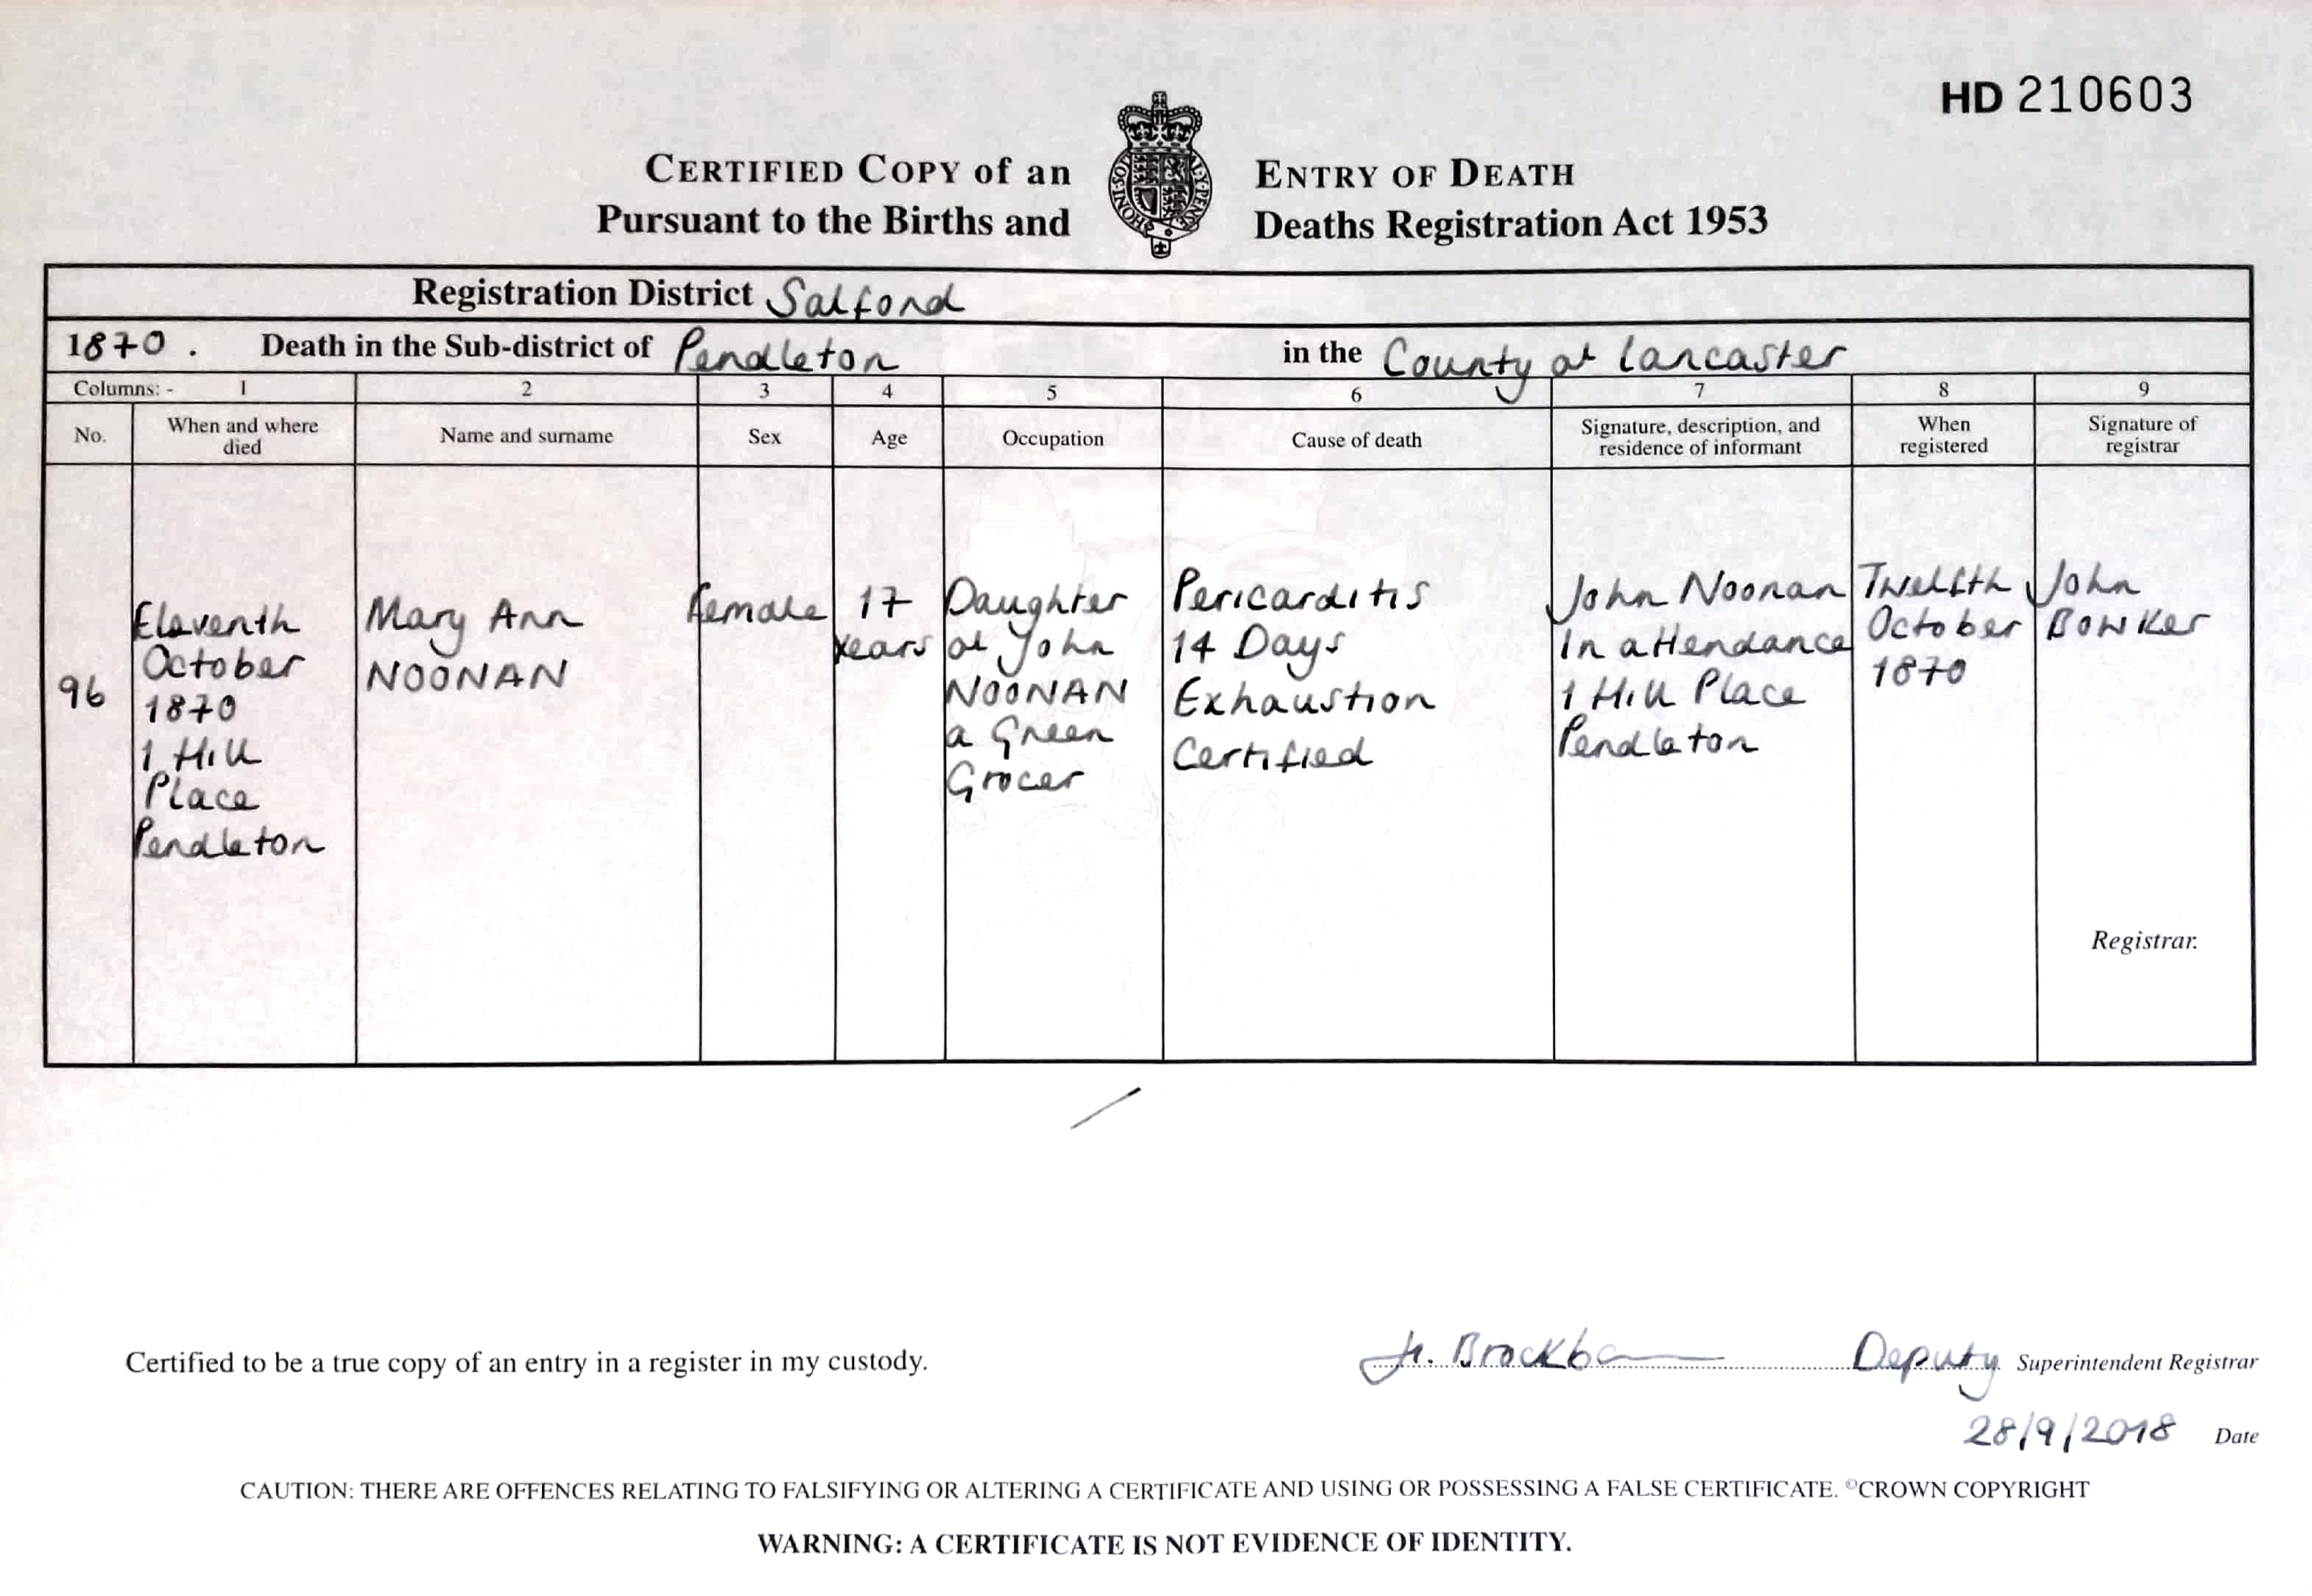 HD 210603
CERTIFIED COPY of an ENTRY OF DEATH
Pursuant to the Births and Deaths Registration Act 1953
Registration District Salford
1870. Death in the Sub-district of Pendleton in the County of Lancaster
Columns: - 1 2 3 4 5 6 7 8 9
No.
When and where
died
Name and surname
Sex
Age
Occupation
Cause of death
Signature, description, and
residence of informant
When
registered
Signature of
registrar
96
Eleventh
October
1870
1 Hill
Place
Pendleton
Mary Ann
NOONAN
Female
17
years
Daughter
of John
NOONAN
a Green
Grocer
Pericarditis
14 Days
Exhaustion
Certified
John Noonan
In attendance
1 Hill Place
Pendleton
Twelfth
October
1870
John
Bowker
Registrar.
Certified to be a true copy of an entry in a register in my custody.
Deputy Superintendent Registrar
28/9/2018 Date
CAUTION: THERE ARE OFFENCES RELATING TO FALSIFYING OR ALTERING A CERTIFICATE AND USING OR POSSESSING A FALSE CERTIFICATE. ©CROWN COPYRIGHT
WARNING: A CERTIFICATE IS NOT EVIDENCE OF IDENTITY.